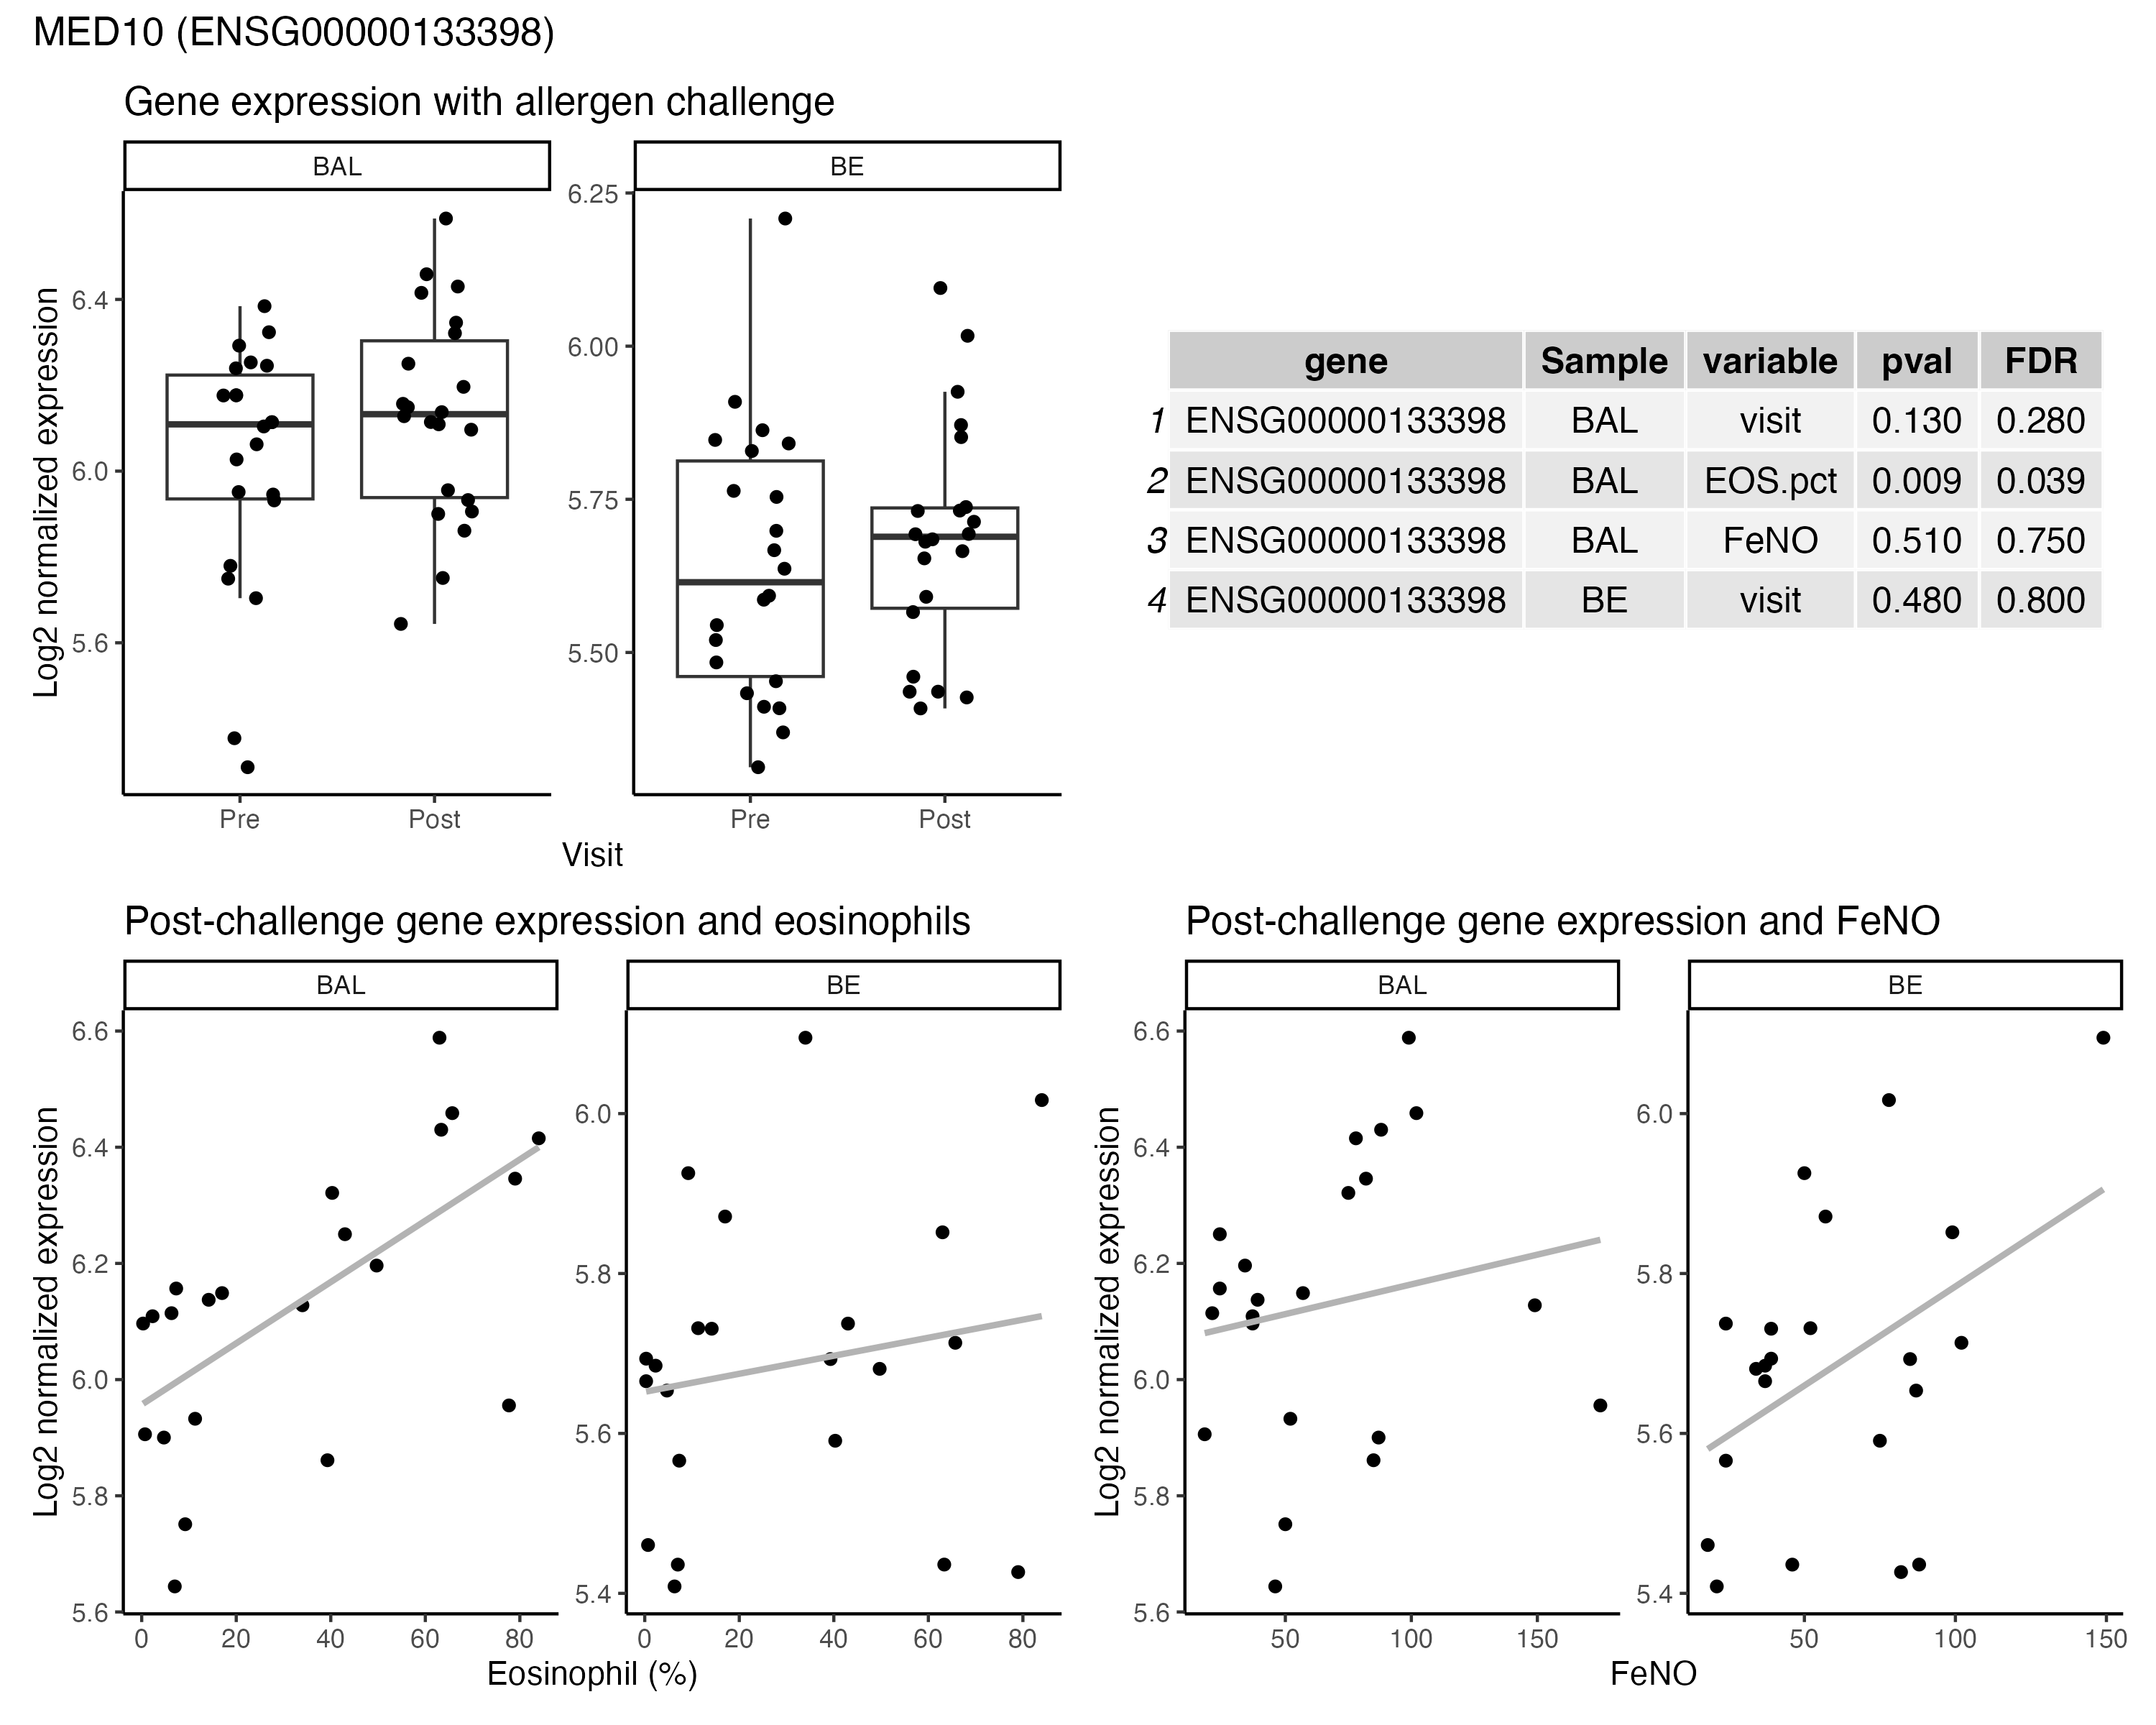 MED10 (ENSG00000133398)
Gene expression with allergen challenge
BAL
BE
Log2 normalized expression
6.4
6.0
5.6
6.25
6.00
5.75
5.50
Pre
Post
Pre
Post
Visit
gene Sample variable pval FDR
1 ENSG00000133398 BAL visit 0.130 0.280
2 ENSG00000133398 BAL EOS.pct 0.009 0.039
3 ENSG00000133398 BAL FeNO 0.510 0.750
4 ENSG00000133398 BE visit 0.480 0.800
Post-challenge gene expression and eosinophils
BAL
BE
Log2 normalized expression
6.6
6.4
6.2
6.0
5.8
5.6
6.0
5.8
5.6
5.4
0 20 40 60 80
0 20 40 60 80
Eosinophil (%)
Post-challenge gene expression and FeNO
BAL
BE
Log2 normalized expression
6.6
6.4
6.2
6.0
5.8
5.6
6.0
5.8
5.6
5.4
50 100 150
50 100 150
FeNO